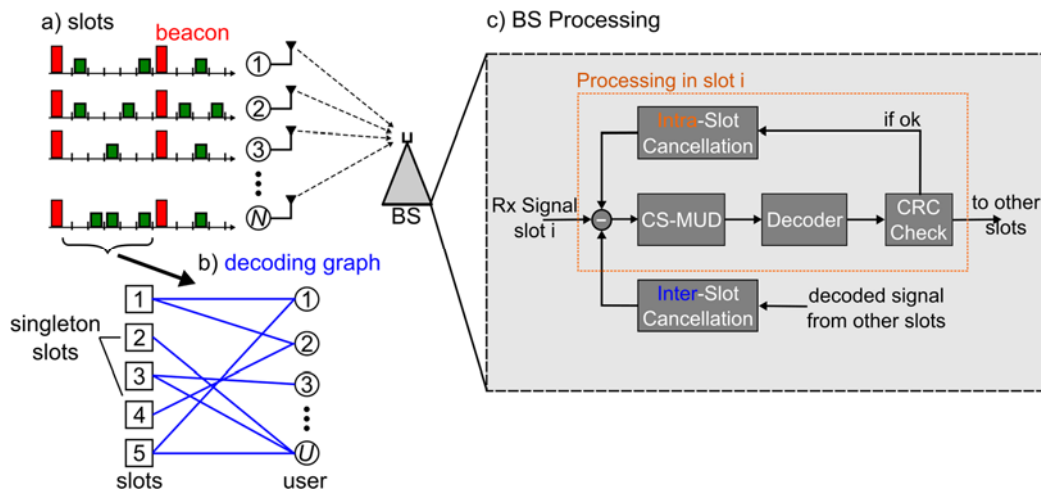 a) slots
beacon
1
2
3
N
BS
b) decoding graph
singleton
slots
1
2
3
4
5
slots
1
2
3
U
user
c) BS Processing
Processing in slot i
Intra-Slot
Cancellation
if ok
Rx Signal
slot i
−
CS-MUD
Decoder
CRC
Check
to other
slots
Inter-Slot
Cancellation
decoded signal
from other slots